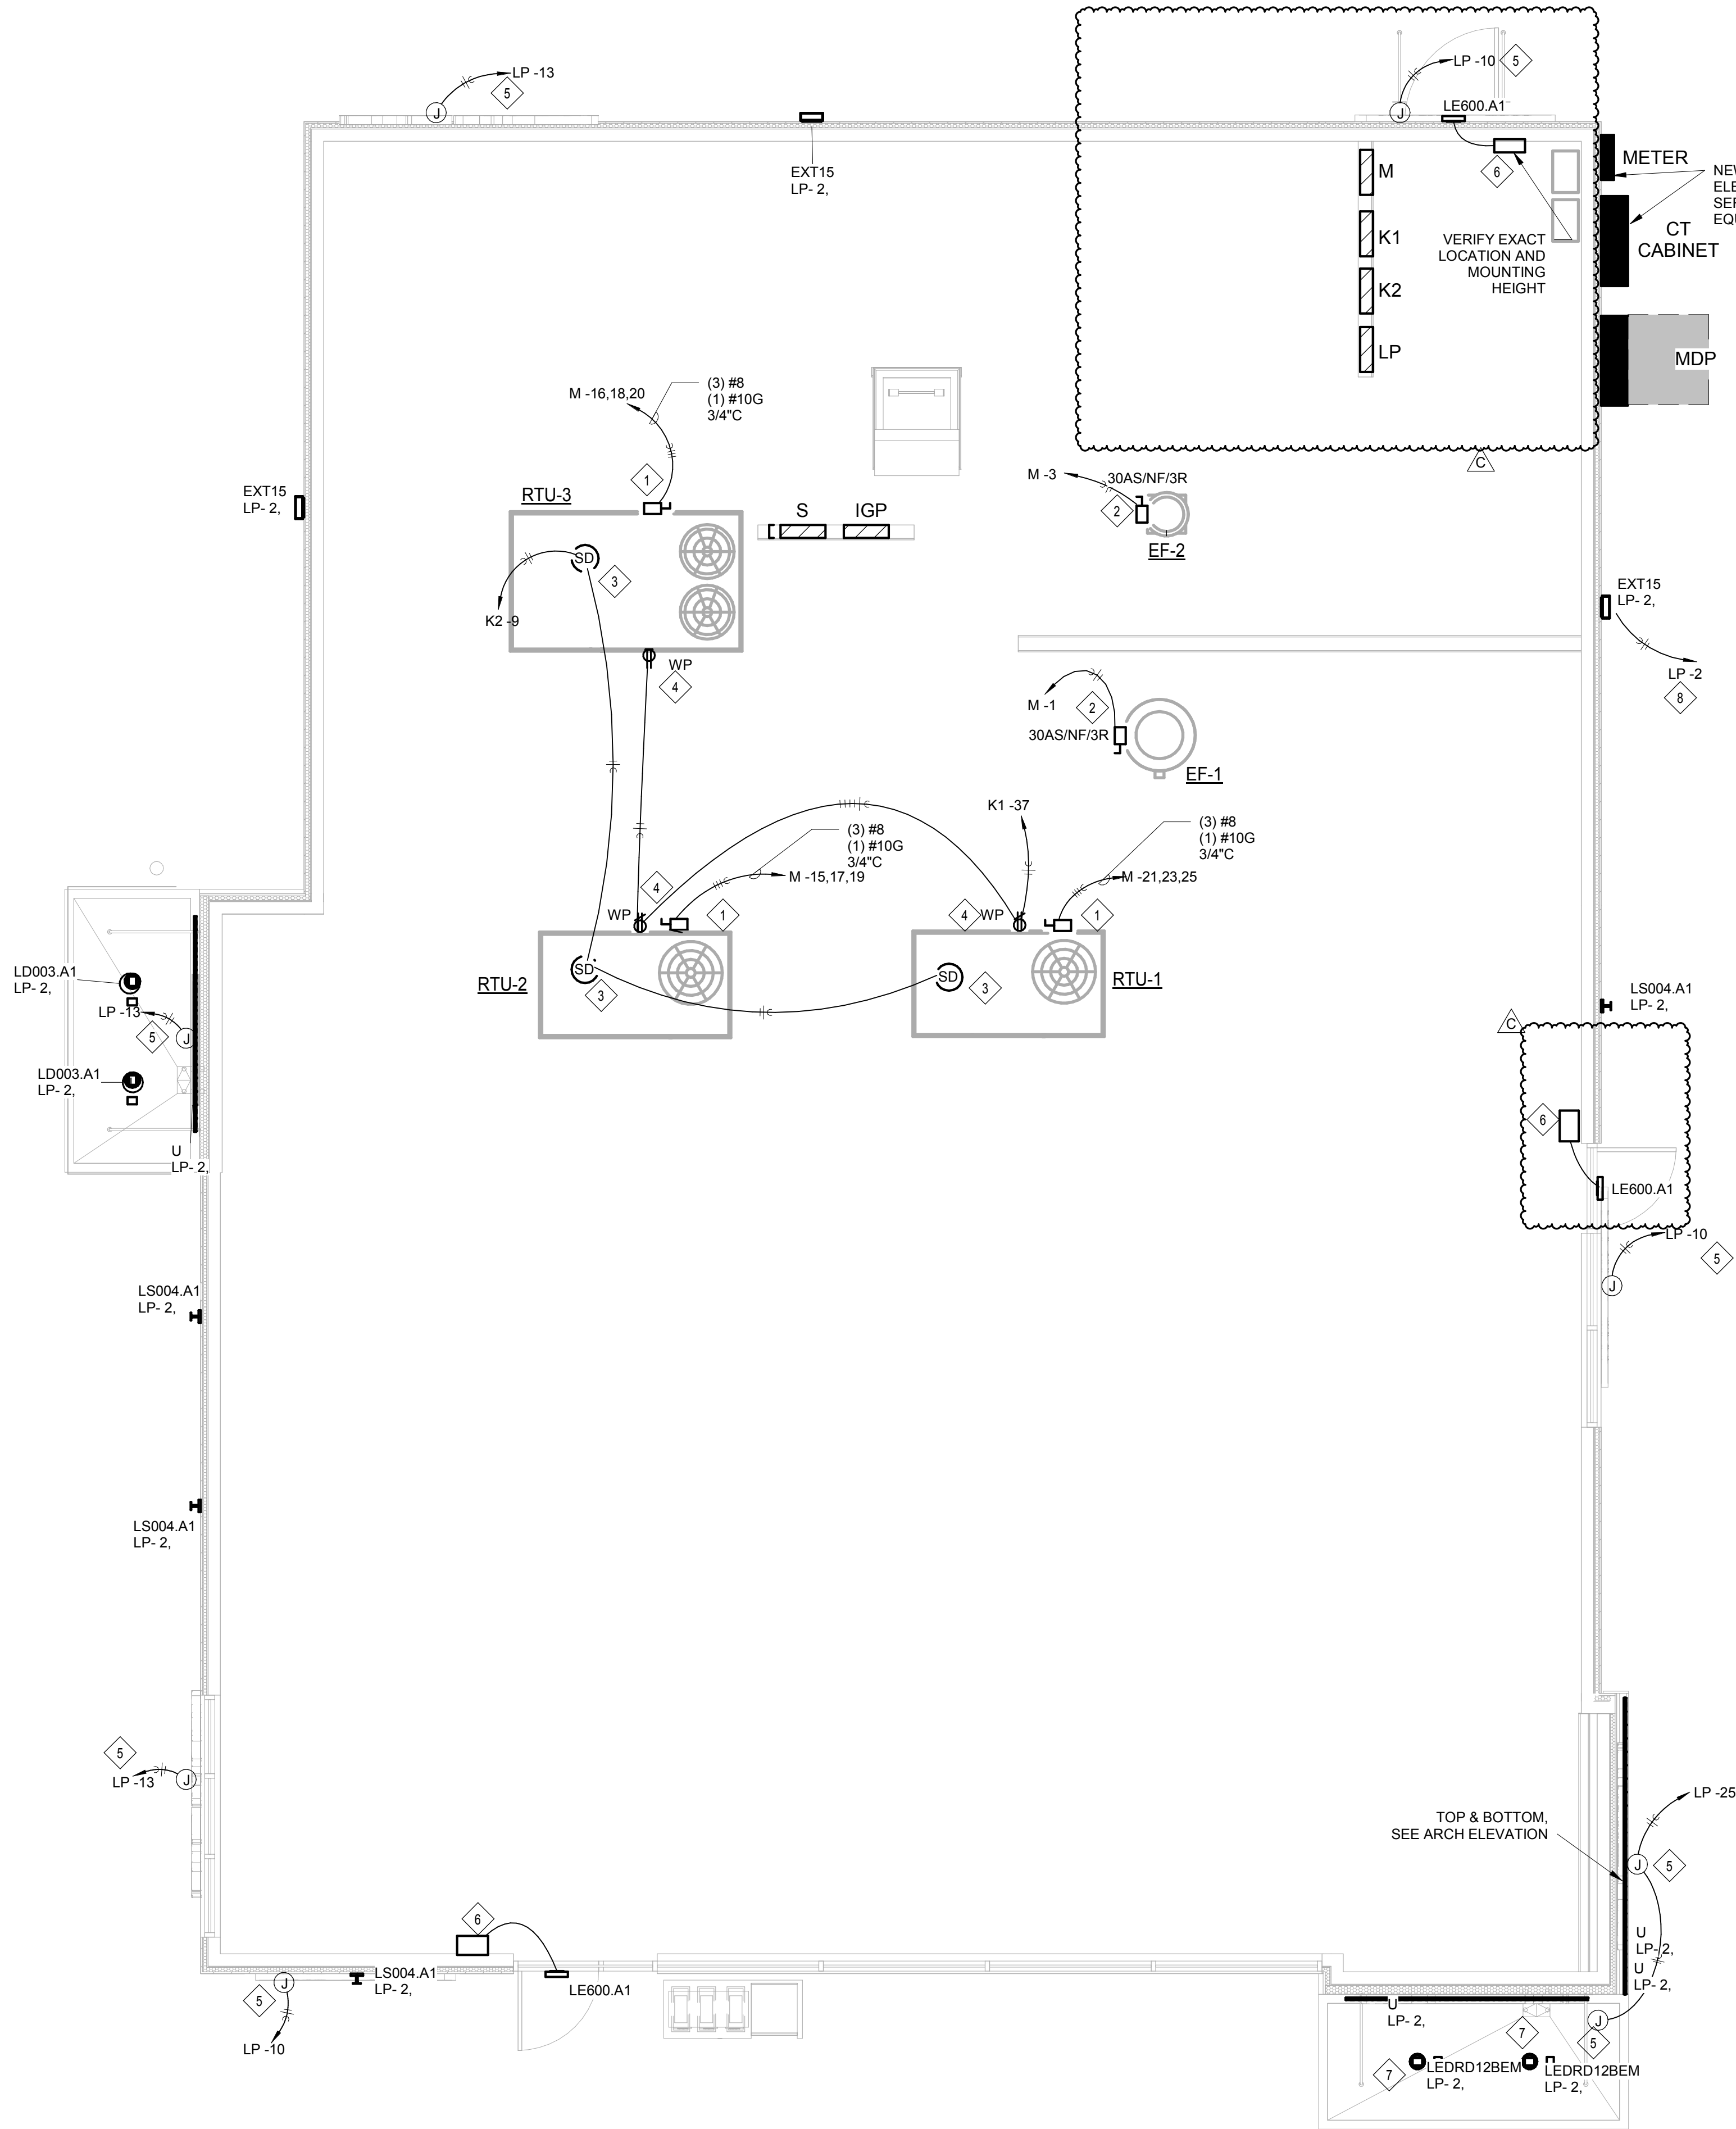 LP -13
5
J
LP -10
5
J
LE600.A1
EXT15
LP- 2,
6
M
K1
K2
LP
VERIFY EXACT
LOCATION AND
MOUNTING
HEIGHT
METER
CT
CABINET
MDP
C
M -16,18,20
(3) #8
(1) #10G
3/4"C
1
RTU-3
SD
3
K2 -9
WP
4
EXT15
LP- 2,
S
IGP
M -3
30AS/NF/3R
2
EF-2
EXT15
LP- 2,
LP -2
8
M -1
2
30AS/NF/3R
EF-1
K1 -37
(3) #8
(1) #10G
3/4"C
M -15,17,19
4
WP
1
RTU-2
SD
3
(3) #8
(1) #10G
3/4"C
M -21,23,25
4
WP
1
RTU-1
SD
3
LD003.A1
LP- 2,
LP -13
5
J
LD003.A1
LP- 2,
U
LP- 2,
LS004.A1
LP- 2,
C
6
LE600.A1
LP -10
5
J
LS004.A1
LP- 2,
LS004.A1
LP- 2,
5
LP -13
J
LP -25
TOP & BOTTOM,
SEE ARCH ELEVATION
J
5
U
LP- 2,
U
LP- 2,
6
LE600.A1
J
LS004.A1
LP- 2,
5
LP -10
U
LP- 2,
J
5
7
7
LEDRD12BEM
LP- 2,
LEDRD12BEM
LP- 2,